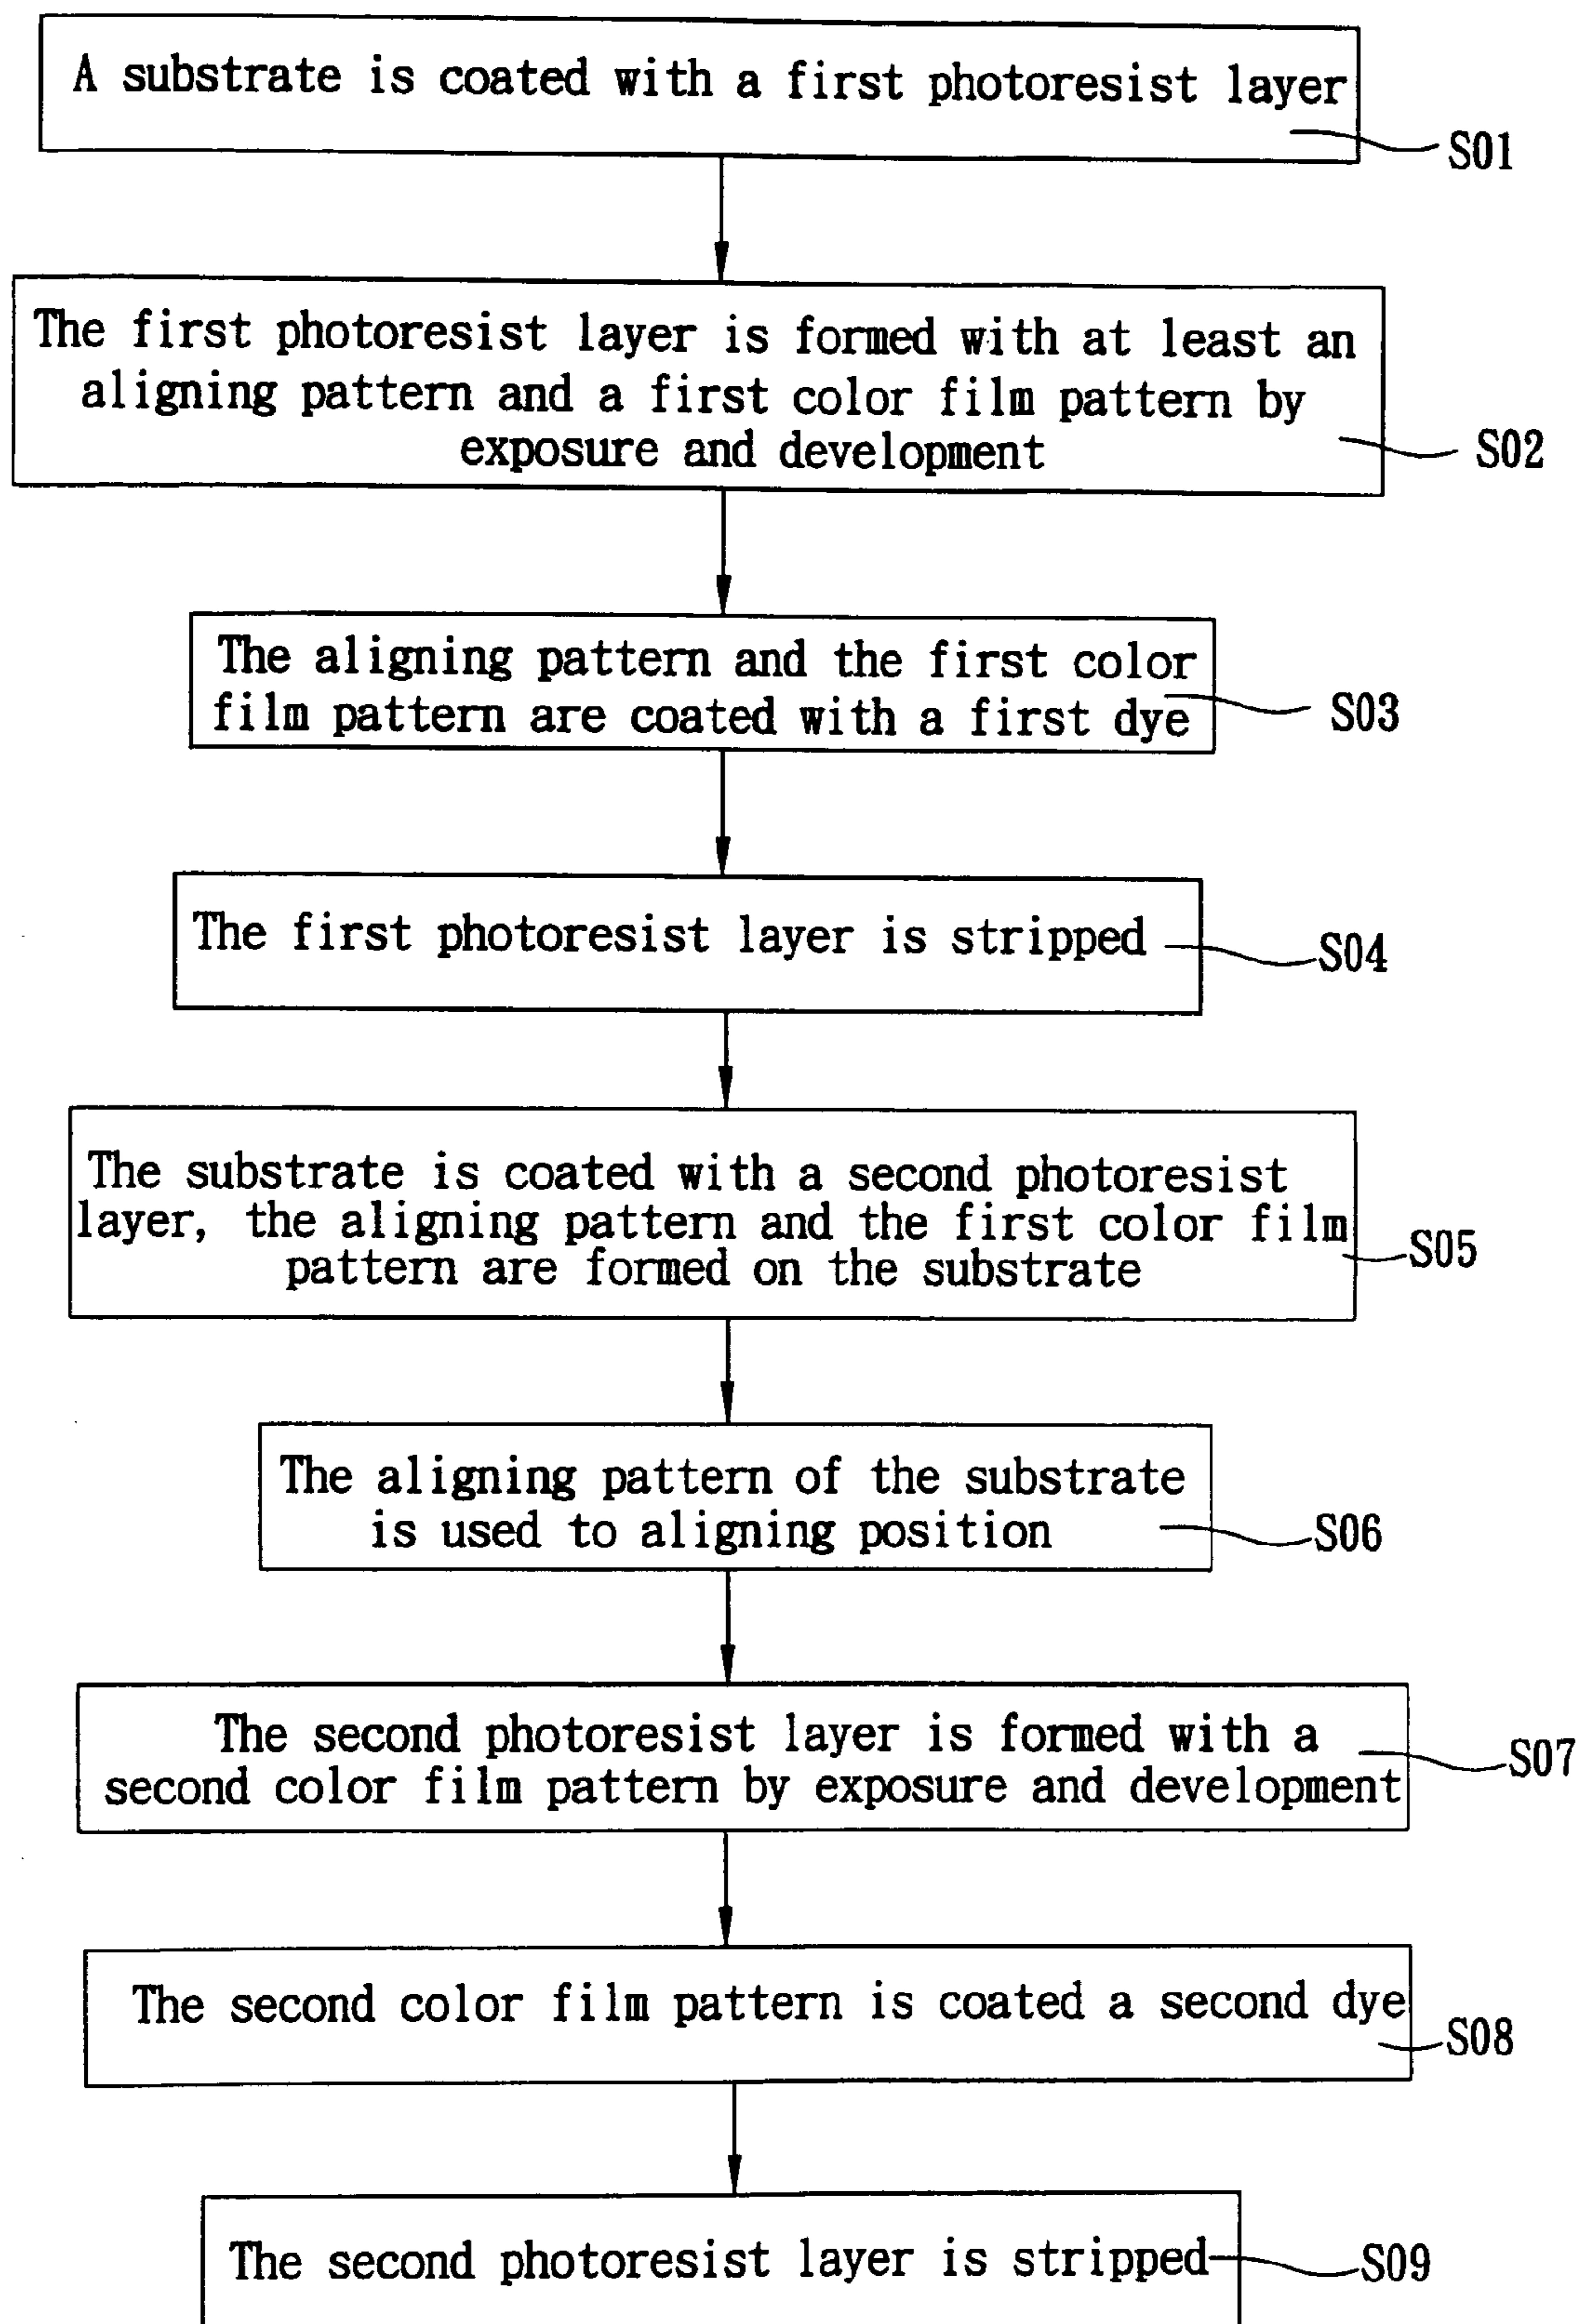 A substrate is coated with a first photoresist layer
S01
The first photoresist layer is formed with at least an
aligning pattern and a first color film pattern by
exposure and development
S02
The aligning pattern and the first color
film pattern are coated with a first dye
S03
The first photoresist layer is stripped
S04
The substrate is coated with a second photoresist
layer, the aligning pattern and the first color film
pattern are formed on the substrate
S05
The aligning pattern of the substrate
is used to aligning position
S06
The second photoresist layer is formed with a
second color film pattern by exposure and development
S07
The second color film pattern is coated a second dye
S08
The second photoresist layer is stripped
S09